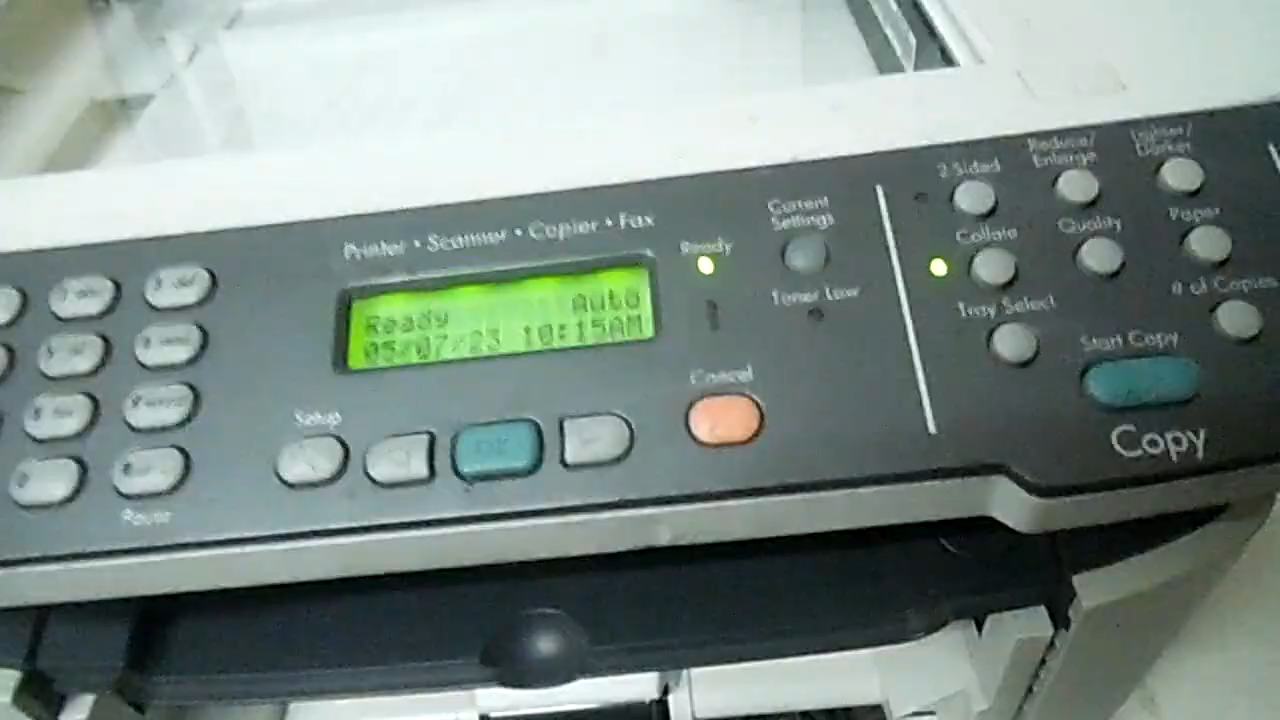 Printer • Scanner • Copier • Fax
Ready Auto
05/07/23 10:15AM
Ready
Current
Settings
Toner Low
Setup
Cancel
2 Sided
Reduce/
Enlarge
Lighter/
Darker
Collate
Quality
Paper
Tray Select
# of Copies
Start Copy
Copy
OK